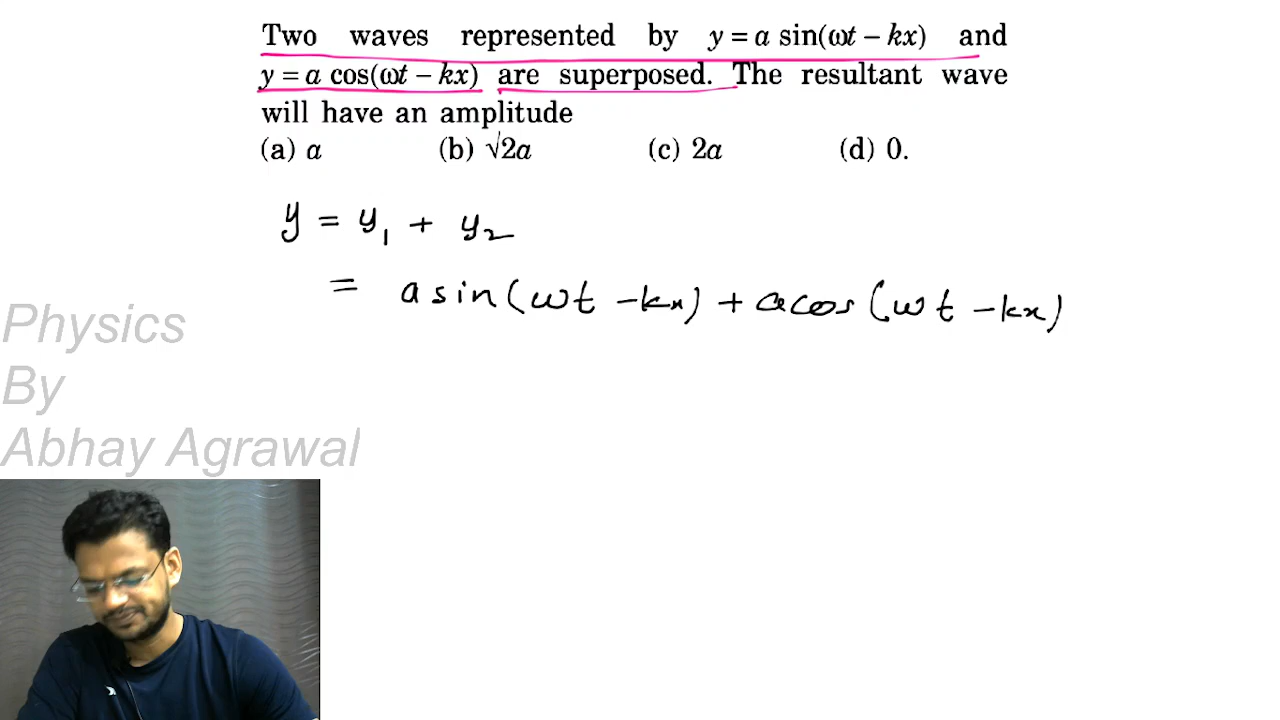 Two waves represented by y = a sin(ωt – kx) and
y = a cos(ωt – kx) are superposed. The resultant wave
will have an amplitude
(a) a (b) √2a (c) 2a (d) 0.
y = y₁ + y₂
= a sin(ωt – kx) + a cos(ωt – kx)
Physics
By
Abhay Agrawal